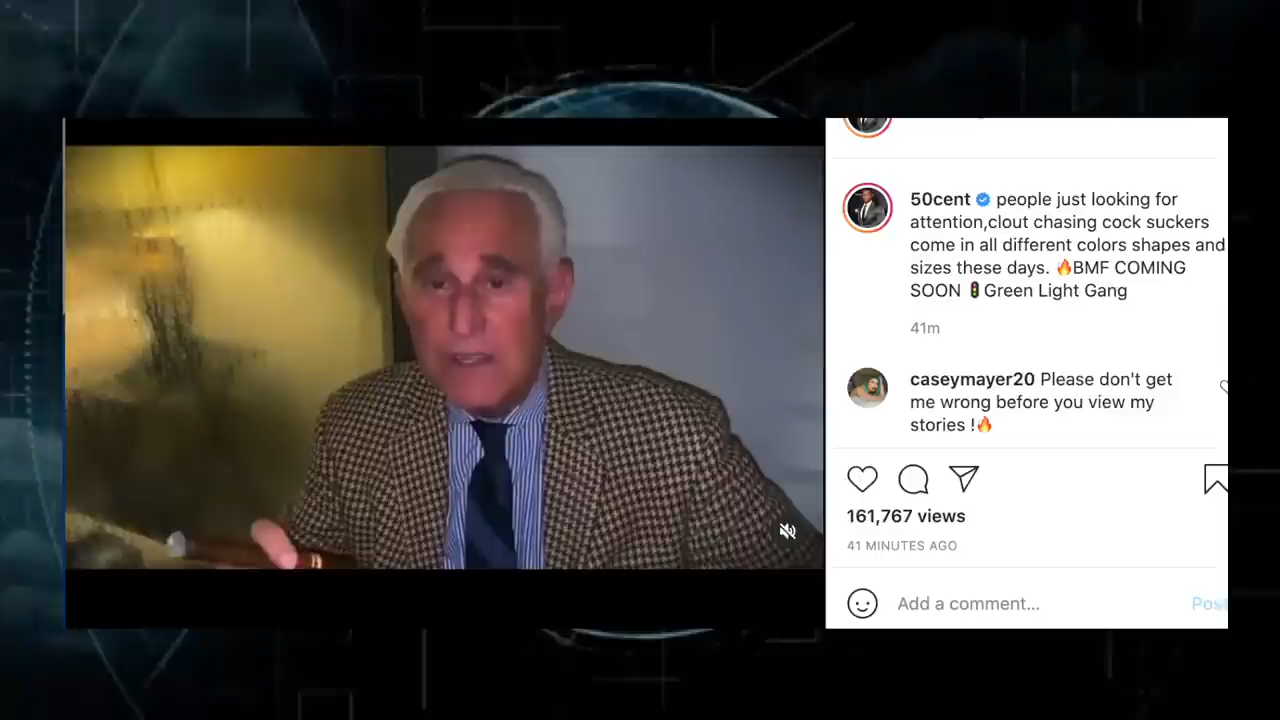 50cent people just looking for
attention,clout chasing cock suckers
come in all different colors shapes and
sizes these days. 🔥BMF COMING
SOON 🚦Green Light Gang
41m
caseymayer20 Please don't get
me wrong before you view my
stories !🔥
161,767 views
41 MINUTES AGO
Add a comment...
Post